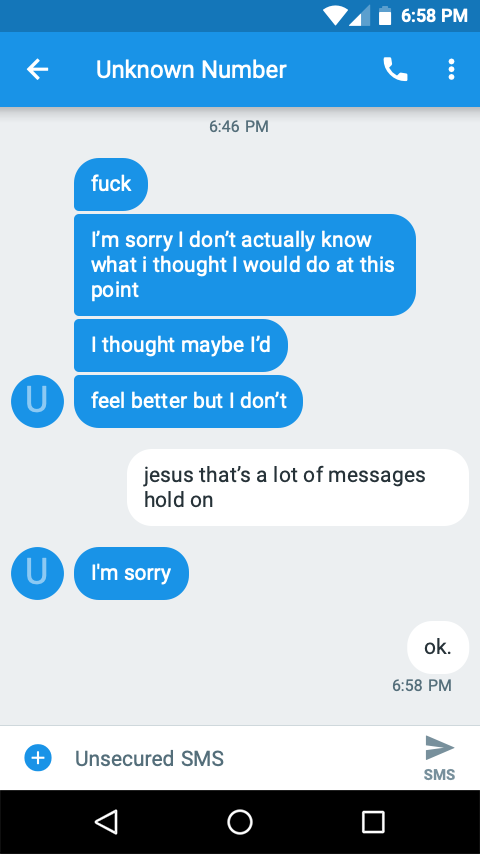 6:58 PM
Unknown Number
6:46 PM
fuck
I’m sorry I don’t actually know
what i thought I would do at this
point
I thought maybe I’d
U
feel better but I don’t
jesus that’s a lot of messages
hold on
U
I'm sorry
ok.
6:58 PM
Unsecured SMS
SMS